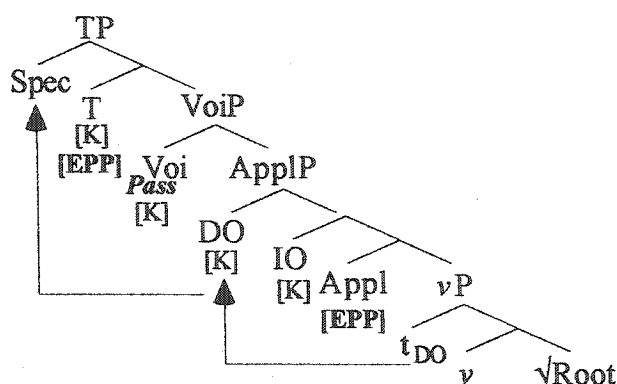 TP
Spec
T VoiP
[K]
[EPP] Voi ApplP
Pass
[K] DO
[K] IO
[K] Appl vP
[EPP]
tDO
v √Root